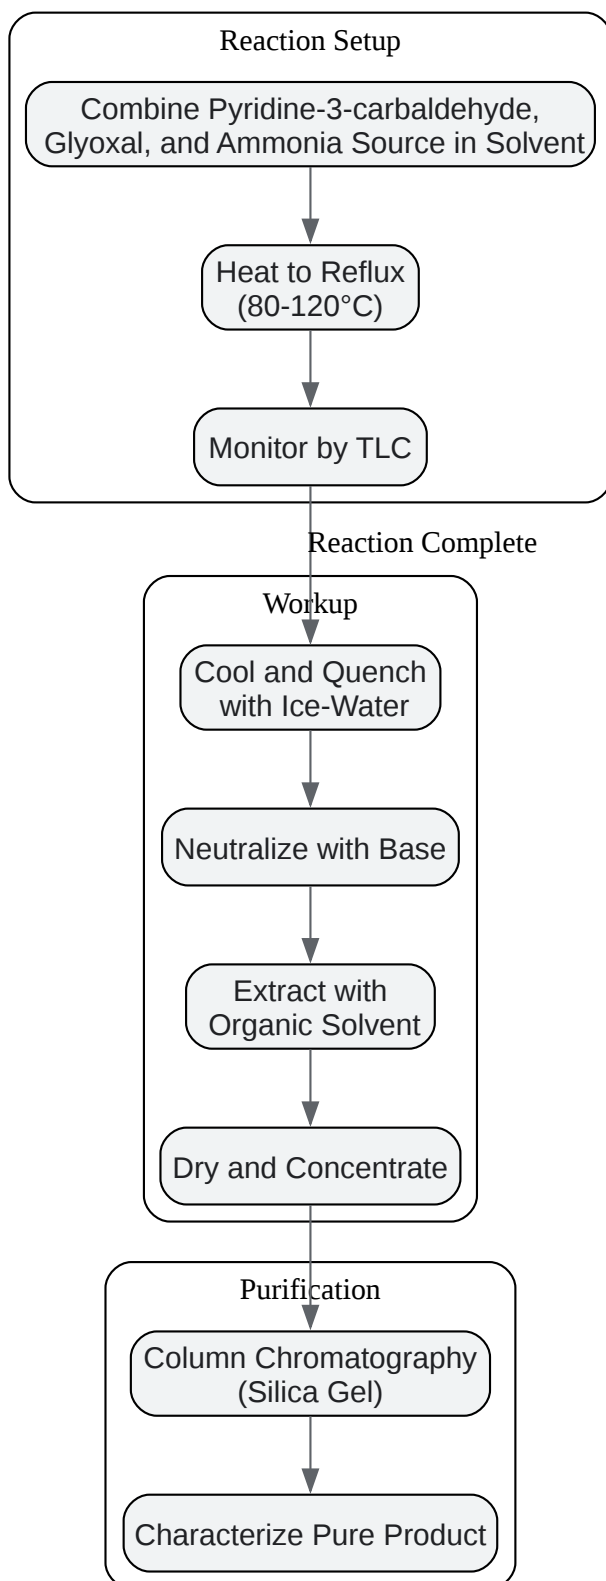 Reaction Setup
Combine Pyridine-3-carbaldehyde,
Glyoxal, and Ammonia Source in Solvent
Heat to Reflux
(80-120°C)
Monitor by TLC
Reaction Complete
Workup
Cool and Quench
with Ice-Water
Neutralize with Base
Extract with
Organic Solvent
Dry and Concentrate
Purification
Column Chromatography
(Silica Gel)
Characterize Pure Product